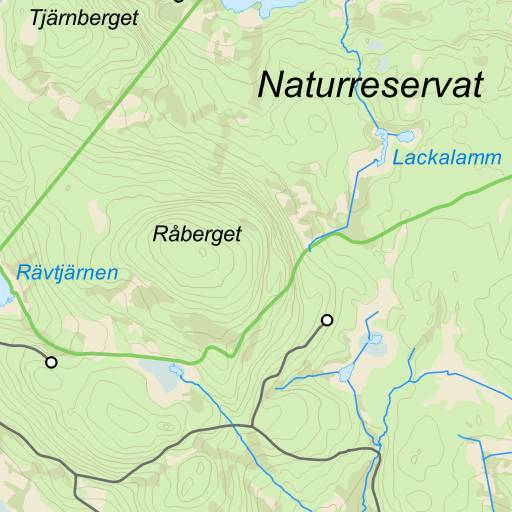 Tjärnberget
Naturreservat
Lackalamm
Råberget
Rävtjärnen